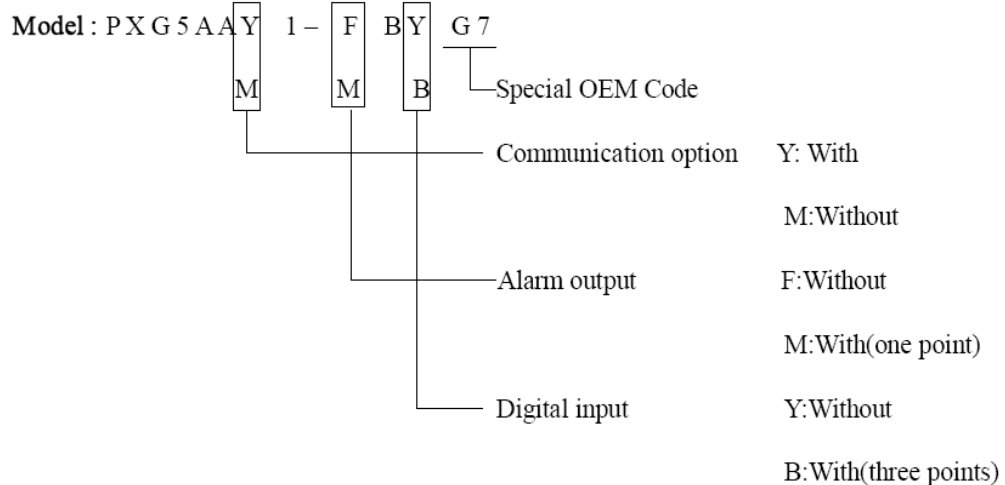 Model : P X G 5 A A Y 1 – F B Y G 7
M M B Special OEM Code
Communication option Y: With
M:Without
Alarm output F:Without
M:With(one point)
Digital input Y:Without
B:With(three points)